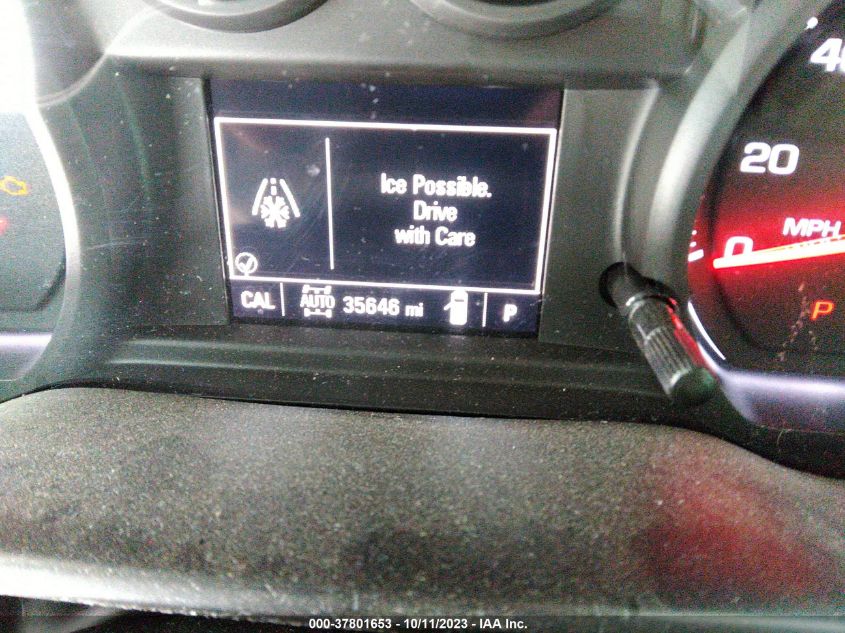 40
20
Ice Possible.
Drive
with Care
MPH
0
CAL AUTO 35646 mi P
P
000-37801653 - 10/11/2023 - IAA Inc.